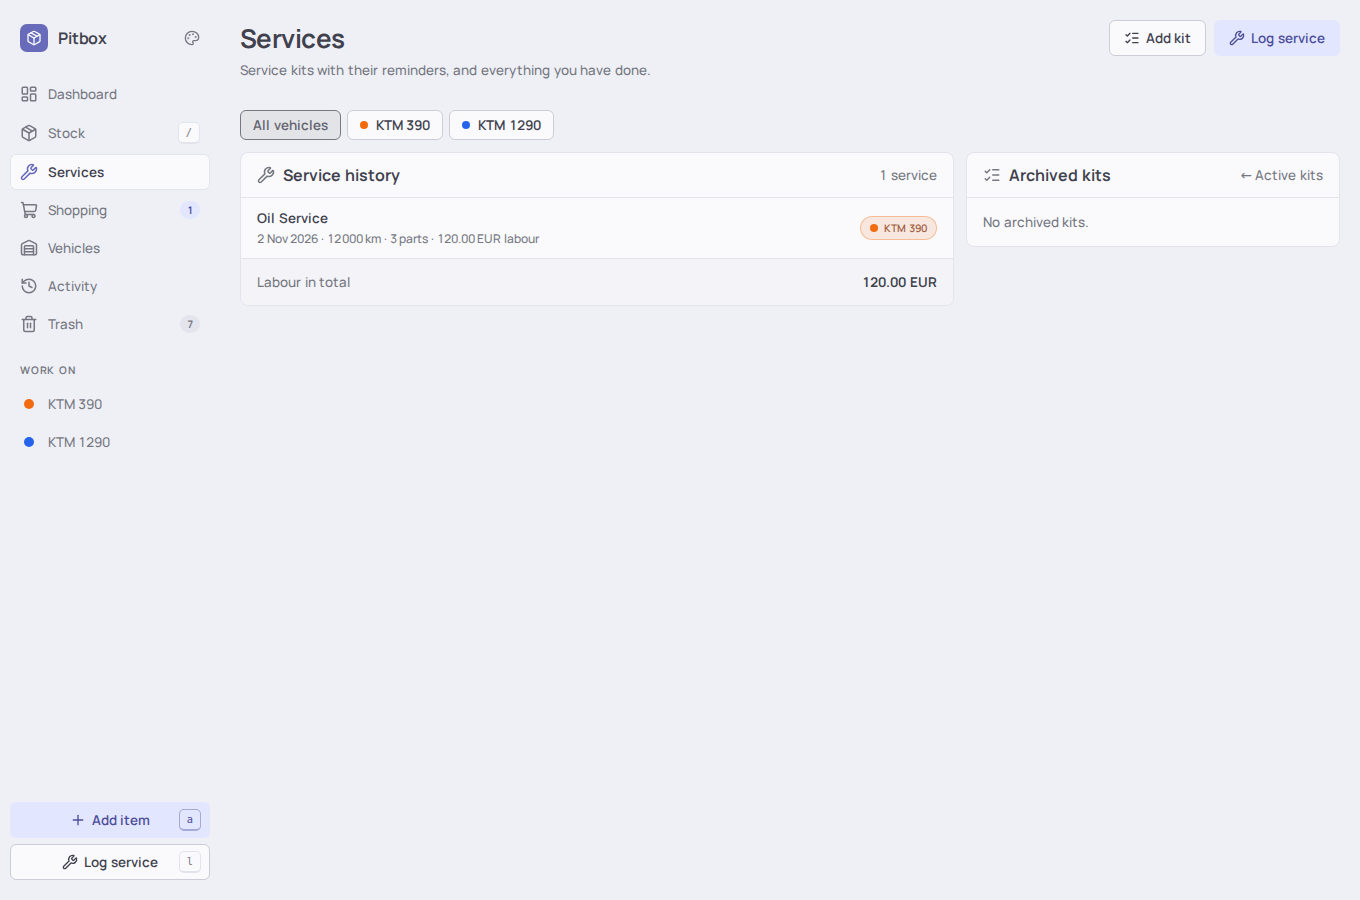 Pitbox
Dashboard
Stock /
Services
Shopping 1
Vehicles
Activity
Trash 7
WORK ON
KTM 390
KTM 1290
Add item a
Log service l
Services
Service kits with their reminders, and everything you have done.
Add kit
Log service
All vehicles
KTM 390
KTM 1290
Service history
1 service
Oil Service
2 Nov 2026 · 12 000 km · 3 parts · 120.00 EUR labour
KTM 390
Labour in total
120.00 EUR
Archived kits
← Active kits
No archived kits.